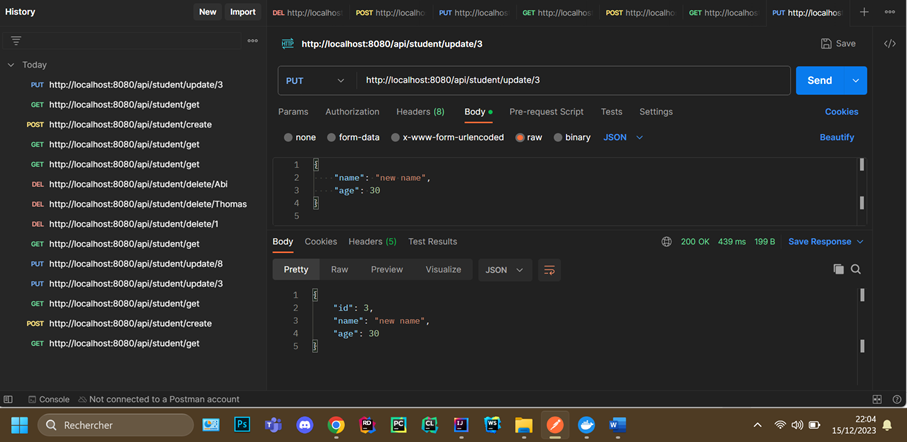 History New Import
DEL http://localhos POST http://localho PUT http://localhos GET http://localhos POST http://localho GET http://localhos PUT http://localhos
Today
PUT http://localhost:8080/api/student/update/3
GET http://localhost:8080/api/student/get
POST http://localhost:8080/api/student/create
GET http://localhost:8080/api/student/get
GET http://localhost:8080/api/student/get
DEL http://localhost:8080/api/student/delete/Abi
DEL http://localhost:8080/api/student/delete/Thomas
DEL http://localhost:8080/api/student/delete/1
GET http://localhost:8080/api/student/get
PUT http://localhost:8080/api/student/update/8
PUT http://localhost:8080/api/student/update/3
GET http://localhost:8080/api/student/get
POST http://localhost:8080/api/student/create
GET http://localhost:8080/api/student/get
HTTP http://localhost:8080/api/student/update/3 Save </>
PUT http://localhost:8080/api/student/update/3 Send
Params Authorization Headers (8) Body Pre-request Script Tests Settings Cookies
none form-data x-www-form-urlencoded raw binary JSON Beautify
1 {
2 "name": "new name",
3 "age": 30
4 }
5
Body Cookies Headers (5) Test Results 200 OK 439 ms 199 B Save Response
Pretty Raw Preview Visualize JSON
1 {
2 "id": 3,
3 "name": "new name",
4 "age": 30
5 }
Console Not connected to a Postman account
Rechercher Ps RD PC CL IJ WS W 22:04
15/12/2023